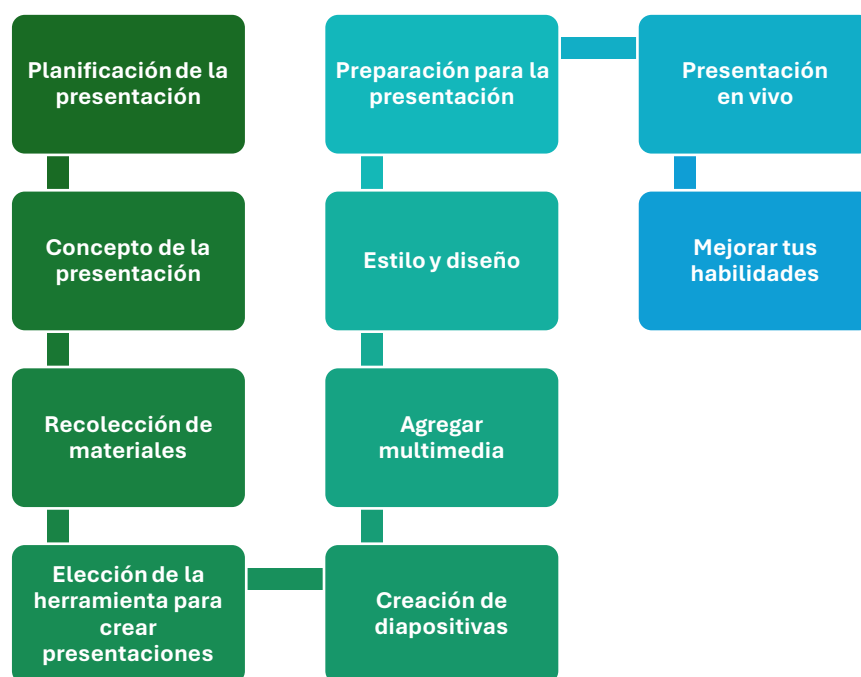 Planificación de la
presentación
Concepto de la
presentación
Recolección de
materiales
Elección de la
herramienta para
crear
presentaciones
Creación de
diapositivas
Agregar
multimedia
Estilo y diseño
Preparación para la
presentación
Presentación
en vivo
Mejorar tus
habilidades